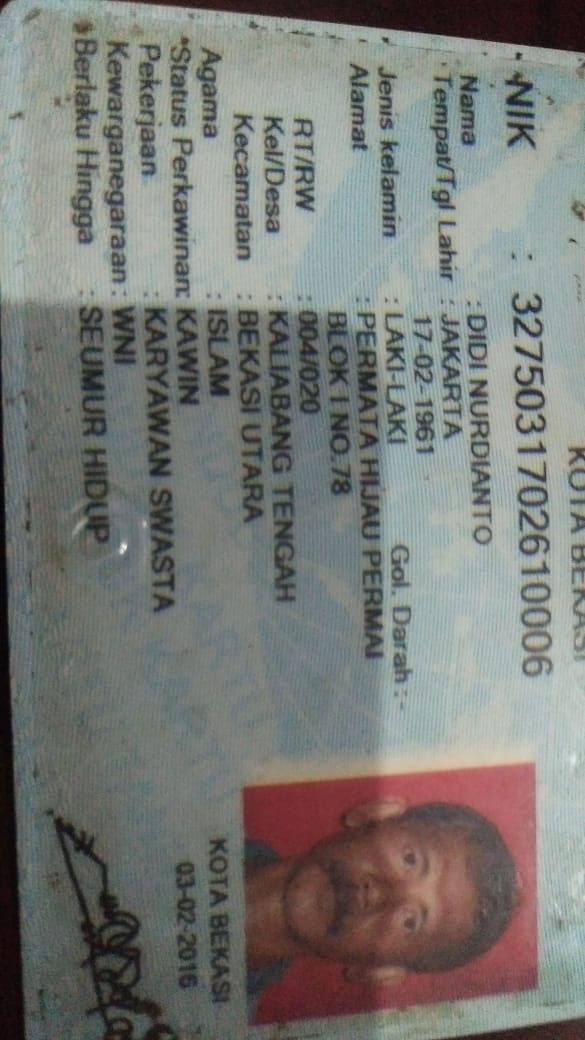 KOTA BEKASI
NIK : 3275031702610006
Nama : DIDI NURDIANTO
Tempat/Tgl Lahir : JAKARTA
17-02-1961
Jenis kelamin : LAKI-LAKI Gol. Darah :-
Alamat : PERMATA HIJAU PERMAI
BLOK I NO.78
RT/RW : 004/020
Kel/Desa : KALIABANG TENGAH
Kecamatan : BEKASI UTARA
Agama : ISLAM
Status Perkawinan: KAWIN
Pekerjaan : KARYAWAN SWASTA
Kewarganegaraan: WNI
Berlaku Hingga : SEUMUR HIDUP
KOTA BEKASI
03-02-2016